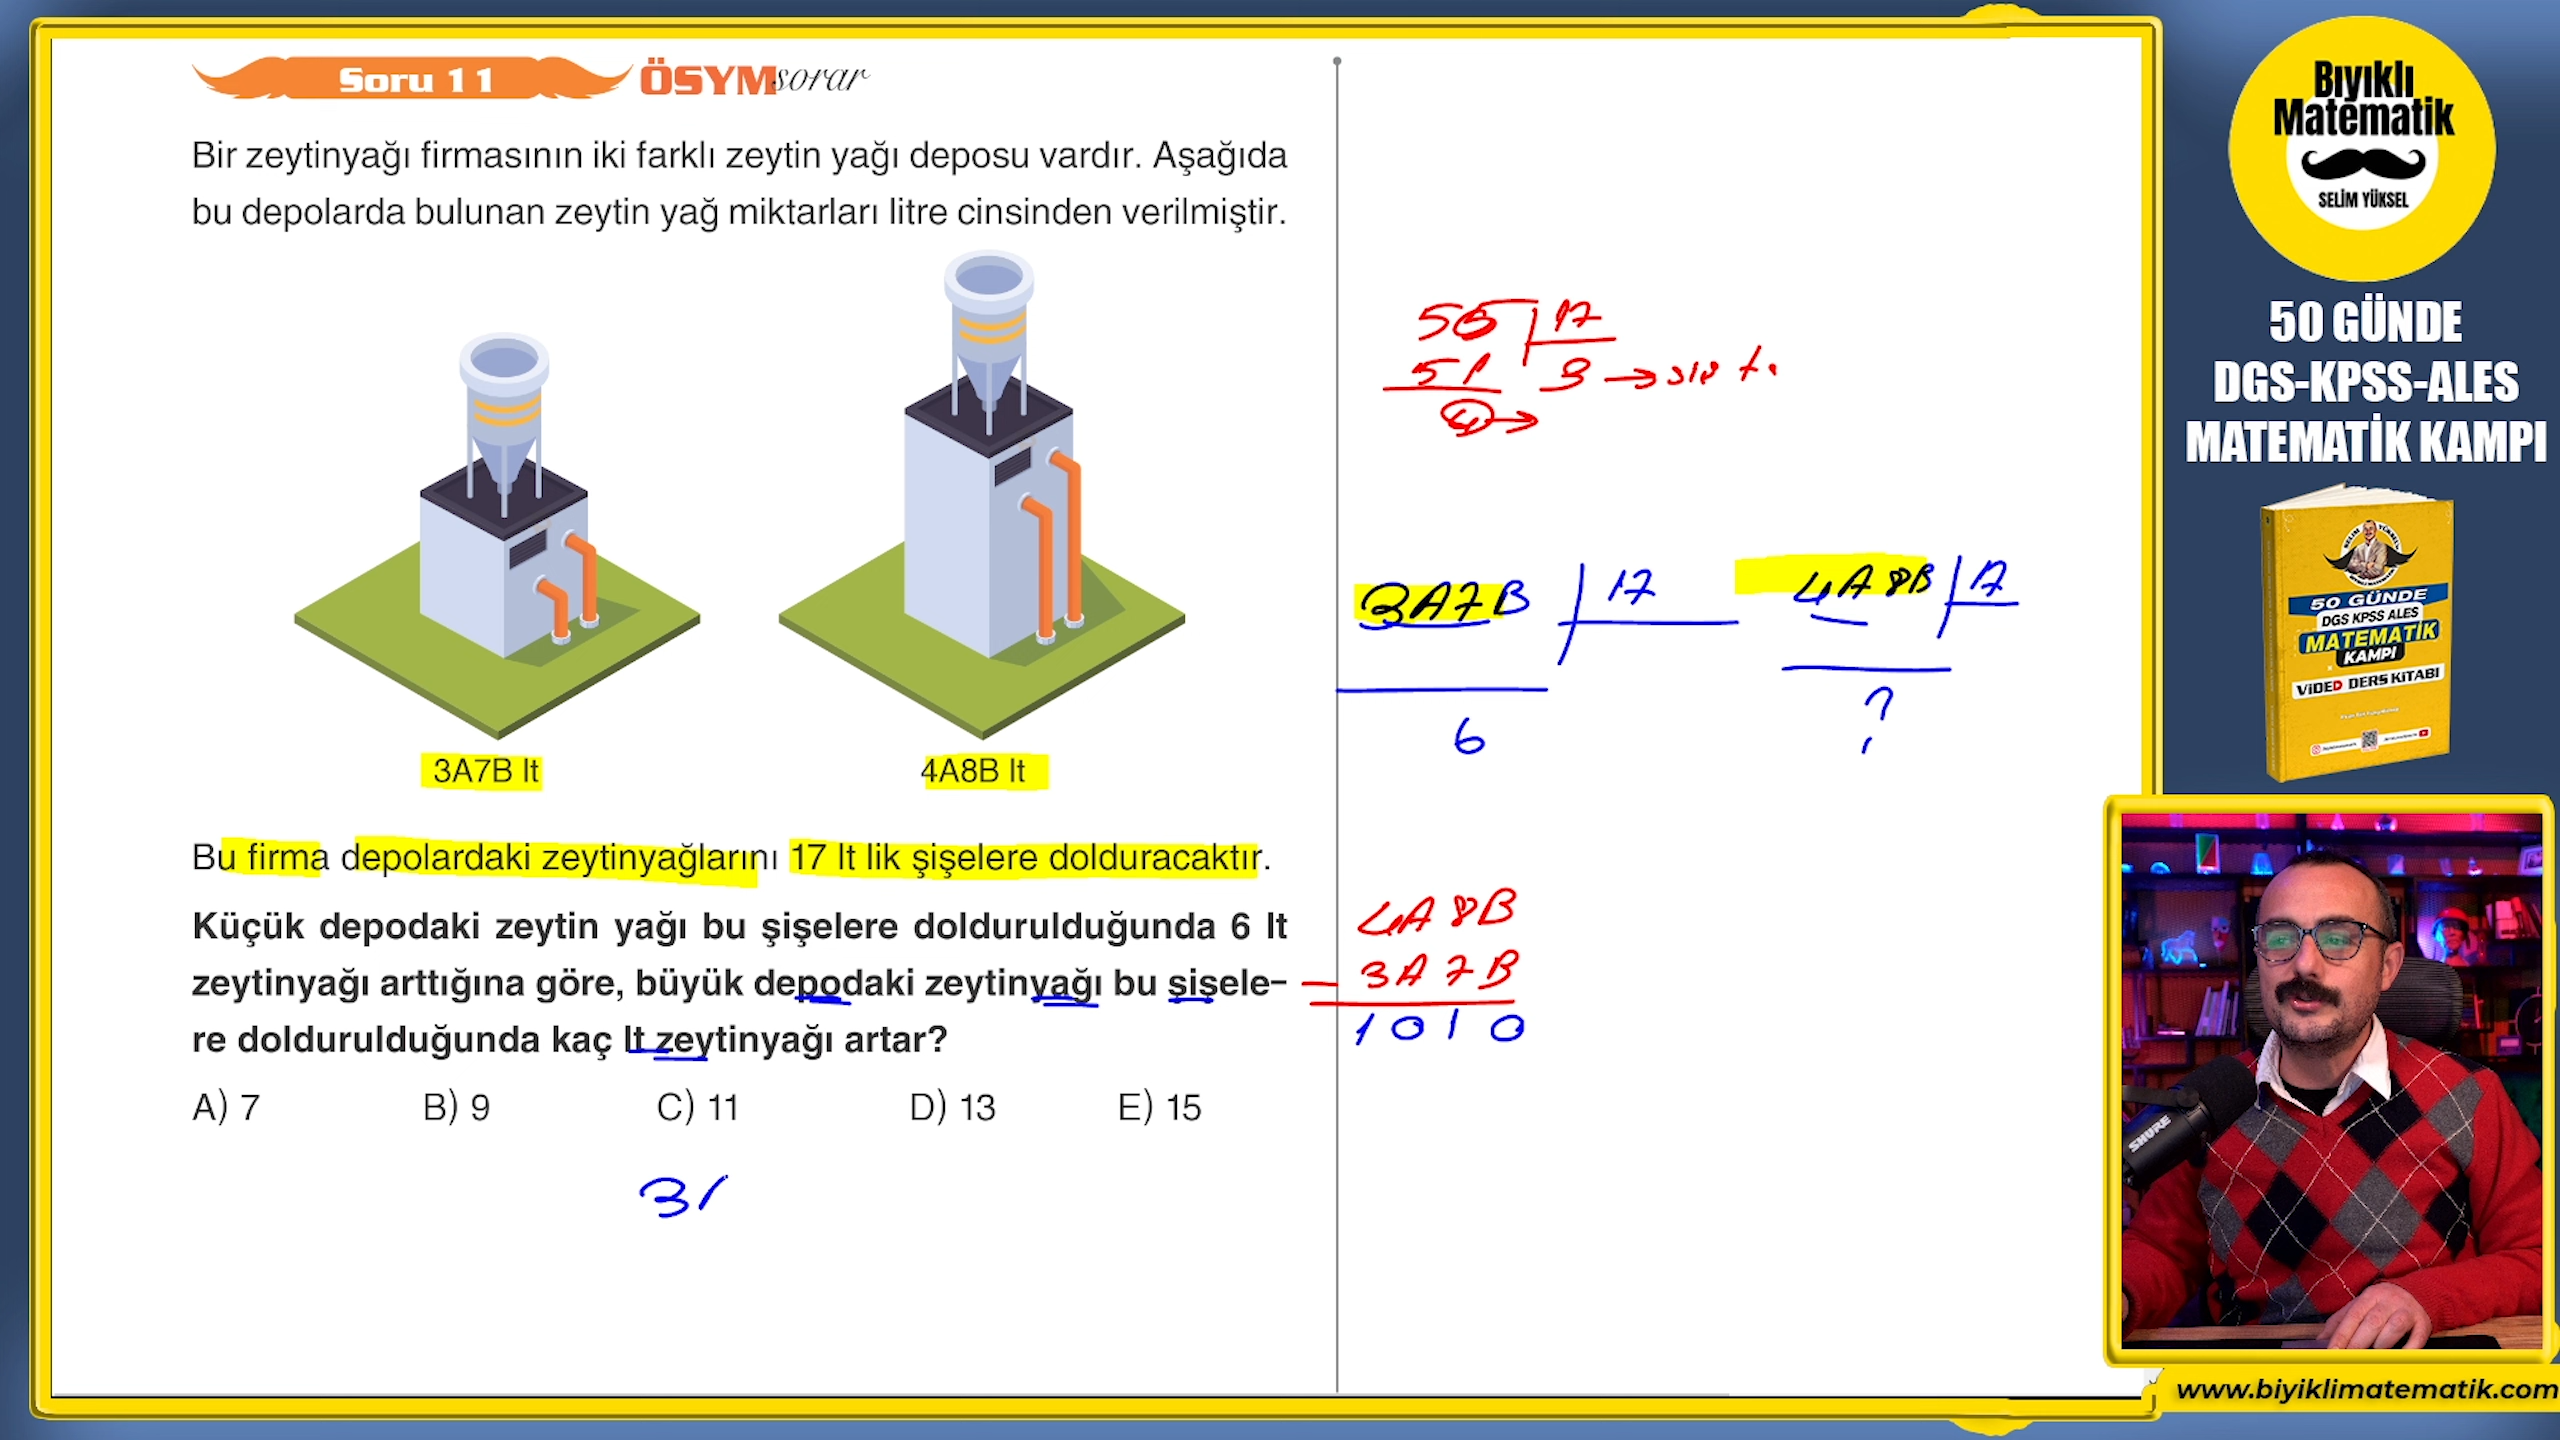 Soru 11 ÖSYM sorar
Bir zeytinyağı firmasının iki farklı zeytin yağı deposu vardır. Aşağıda
bu depolarda bulunan zeytin yağ miktarları litre cinsinden verilmiştir.
3A7B lt
4A8B lt
Bu firma depolardaki zeytinyağlarını 17 lt lik şişelere dolduracaktır.
Küçük depodaki zeytin yağı bu şişelere doldurulduğunda 6 lt
zeytinyağı arttığına göre, büyük depodaki zeytinyağı bu şişele-
re doldurulduğunda kaç lt zeytinyağı artar?
A) 7 B) 9 C) 11 D) 13 E) 15
3A7B 17
6
4A8B 17
?
4A8B
- 3A7B
1010
Bıyıklı
Matematik
SELİM YÜKSEL
50 GÜNDE
DGS-KPSS-ALES
MATEMATİK KAMPI
50 GÜNDE
DGS KPSS ALES
MATEMATİK
KAMPI
VİDEO DERS KİTABI
SHURE
www.biyiklimatematik.com